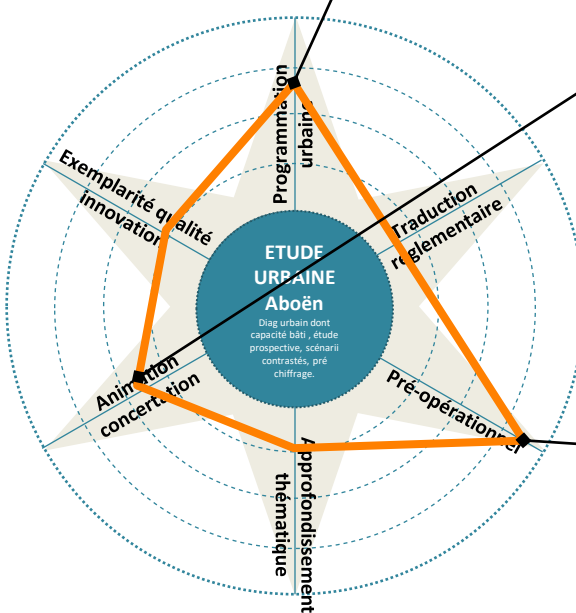 Programmation
urbaine
Exemplarité qualité
innovation
Traduction
réglementaire
ETUDE
URBAINE
Aboën
Diag urbain dont
capacité bâti , étude
prospective, scénarii
contrastés, pré
chiffrage.
Animation
concertation
Pré-operationnel
Approfondissement
thématique